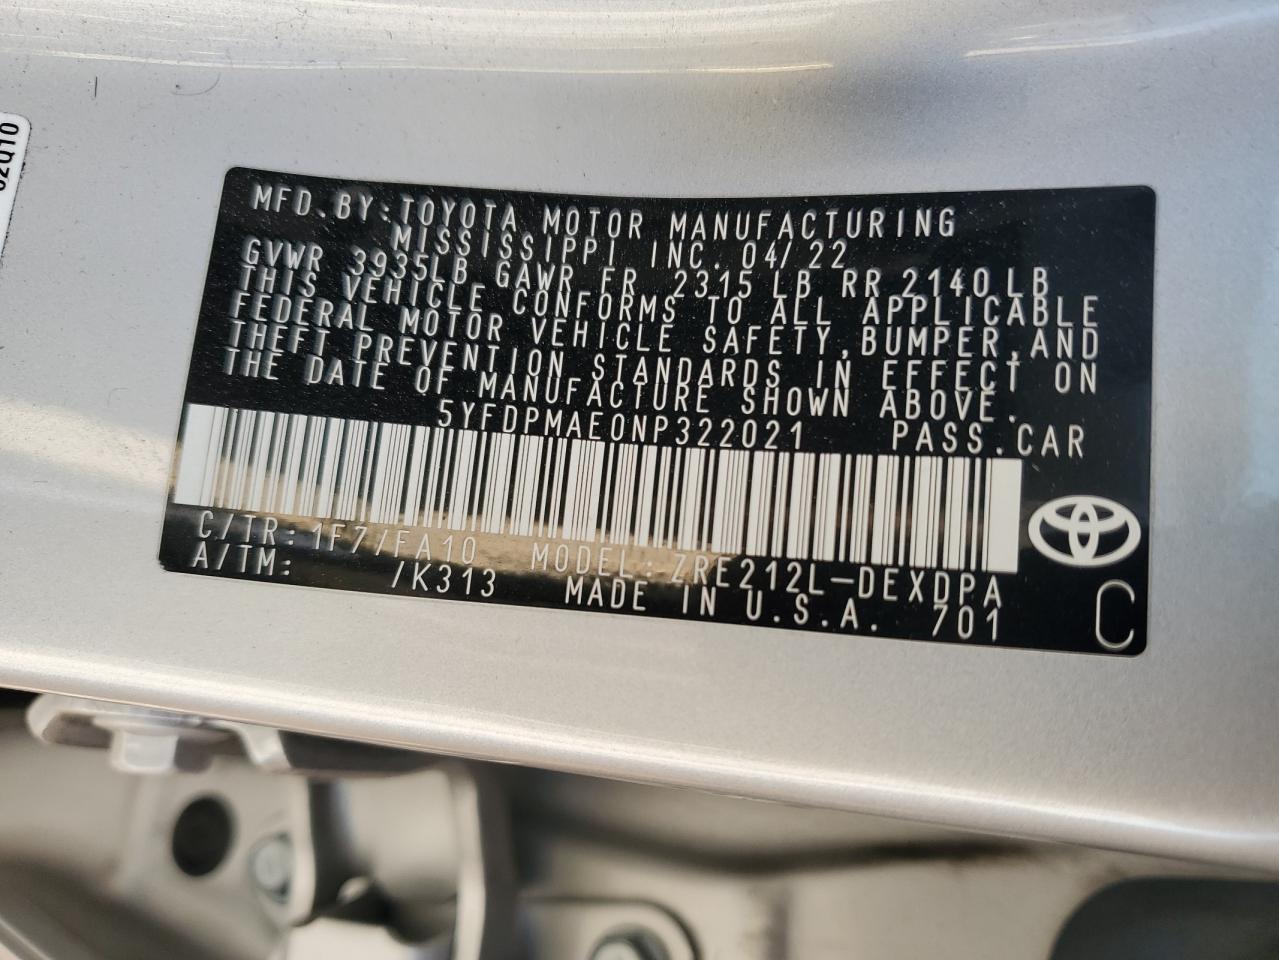 02Q10
MFD.BY:TOYOTA MOTOR MANUFACTURING
MISSISSIPPI INC. 04/22
GVWR 3935LB GAWR FR 2315LB RR 2140LB
THIS VEHICLE CONFORMS TO ALL APPLICABLE
FEDERAL MOTOR VEHICLE SAFETY,BUMPER,AND
THEFT PREVENTION STANDARDS IN EFFECT ON
THE DATE OF MANUFACTURE SHOWN ABOVE.
5YFDPMAE0NP322021 PASS.CAR
C/TR:1F7/FA10 MODEL:ZRE212L-DEXDPA
A/TM: /K313 MADE IN U.S.A. 701
C